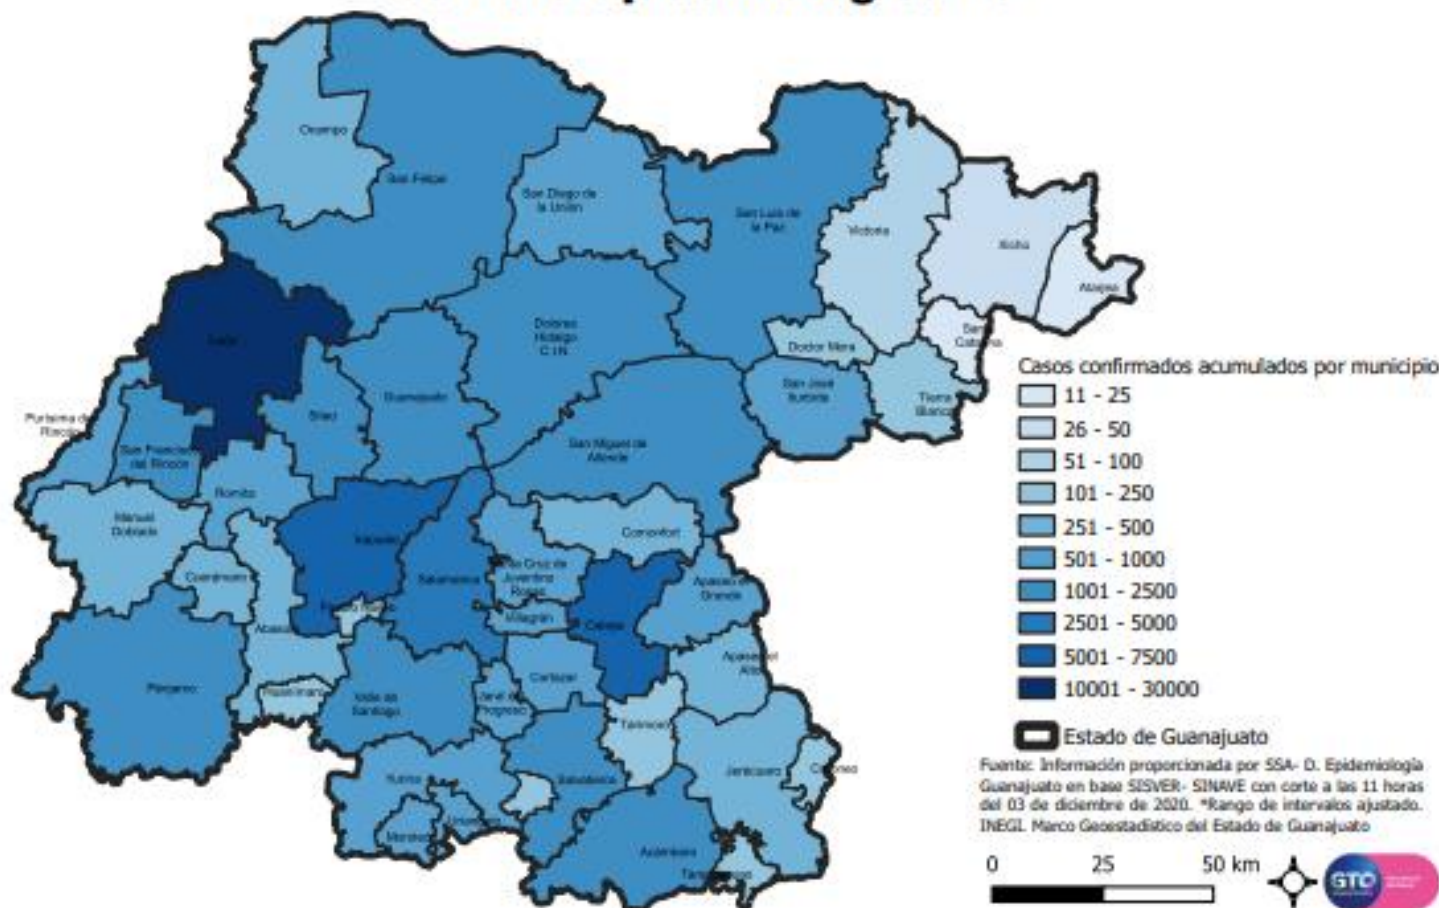 Ocampo
San Felipe
San Diego de
la Unión
San Luis de
la Paz
Victoria
Xichú
Atarjea
Dolores
Hidalgo
C.I.N.
Doctor Mora
Santa
Tierra
Blanca
San José
Iturbide
Guanajuato
Silao
San Miguel de
Allende
Purísima del
Rincón
San Francisco
del Rincón
Romita
Manuel
Doblado
Irapuato
Comonfort
Cuerámaro
Salamanca
Juventino
Rosas
Apaseo el
Grande
Villagrán
Celaya
Apaseo el
Cortazar
Pénjamo
Huanímaro
Valle de
Santiago
Jaral del
Progreso
Tarimoro
Yuriria
Salvatierra
Jerécuaro
Acámbaro
Casos confirmados acumulados por municipio
11 - 25
26 - 50
51 - 100
101 - 250
251 - 500
501 - 1000
1001 - 2500
2501 - 5000
5001 - 7500
10001 - 30000
Estado de Guanajuato
Fuente: Información proporcionada por SSA- D. Epidemiología
Guanajuato en base SISVER- SINAVE con corte a las 11 horas
del 03 de diciembre de 2020. *Rango de intervalos ajustado.
INEGI. Marco Geoestadístico del Estado de Guanajuato
0 25 50 km
GTO